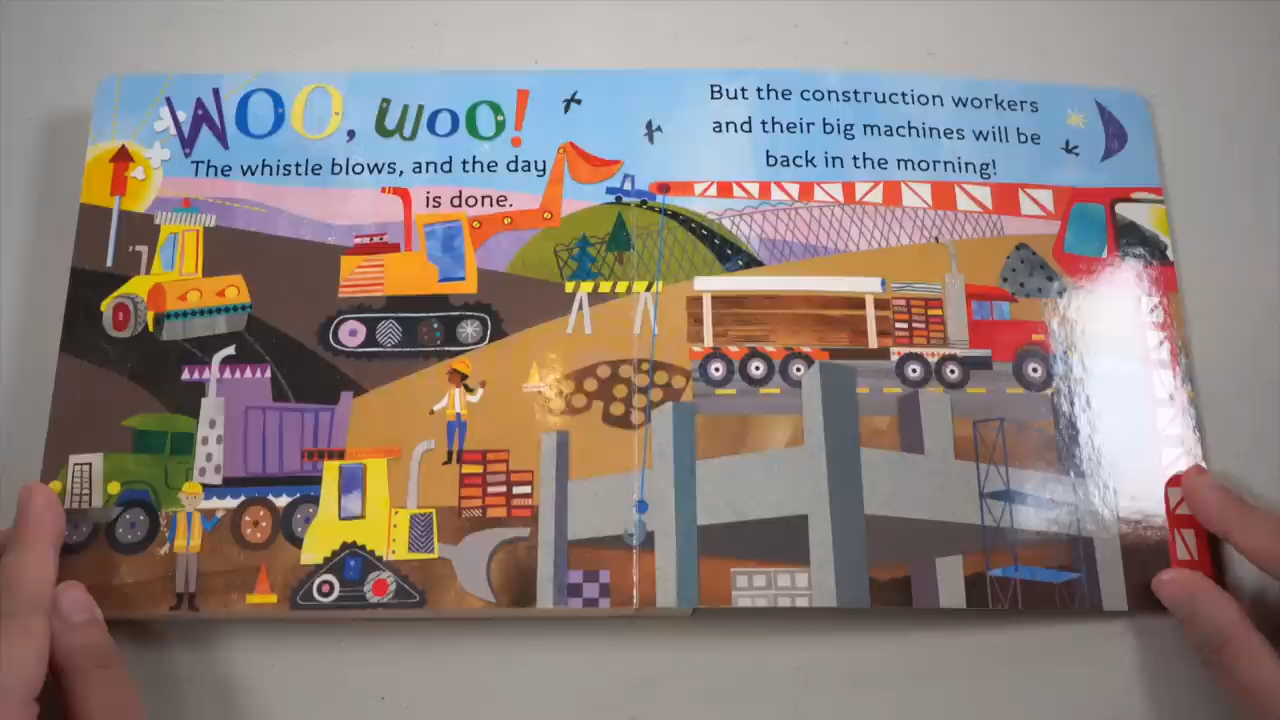 WOO, WOO!
The whistle blows, and the day
is done.
But the construction workers
and their big machines will be
back in the morning!